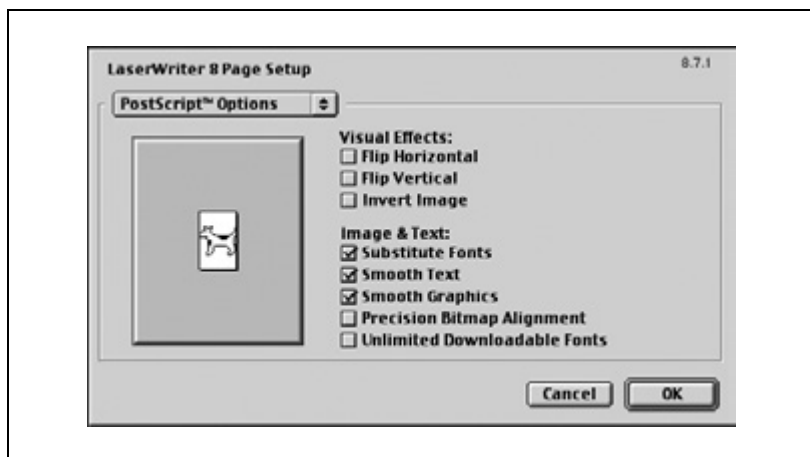 LaserWriter 8 Page Setup
8.7.1
PostScript™ Options
Visual Effects:
Flip Horizontal
Flip Vertical
Invert Image
Image & Text:
Substitute Fonts
Smooth Text
Smooth Graphics
Precision Bitmap Alignment
Unlimited Downloadable Fonts
Cancel
OK